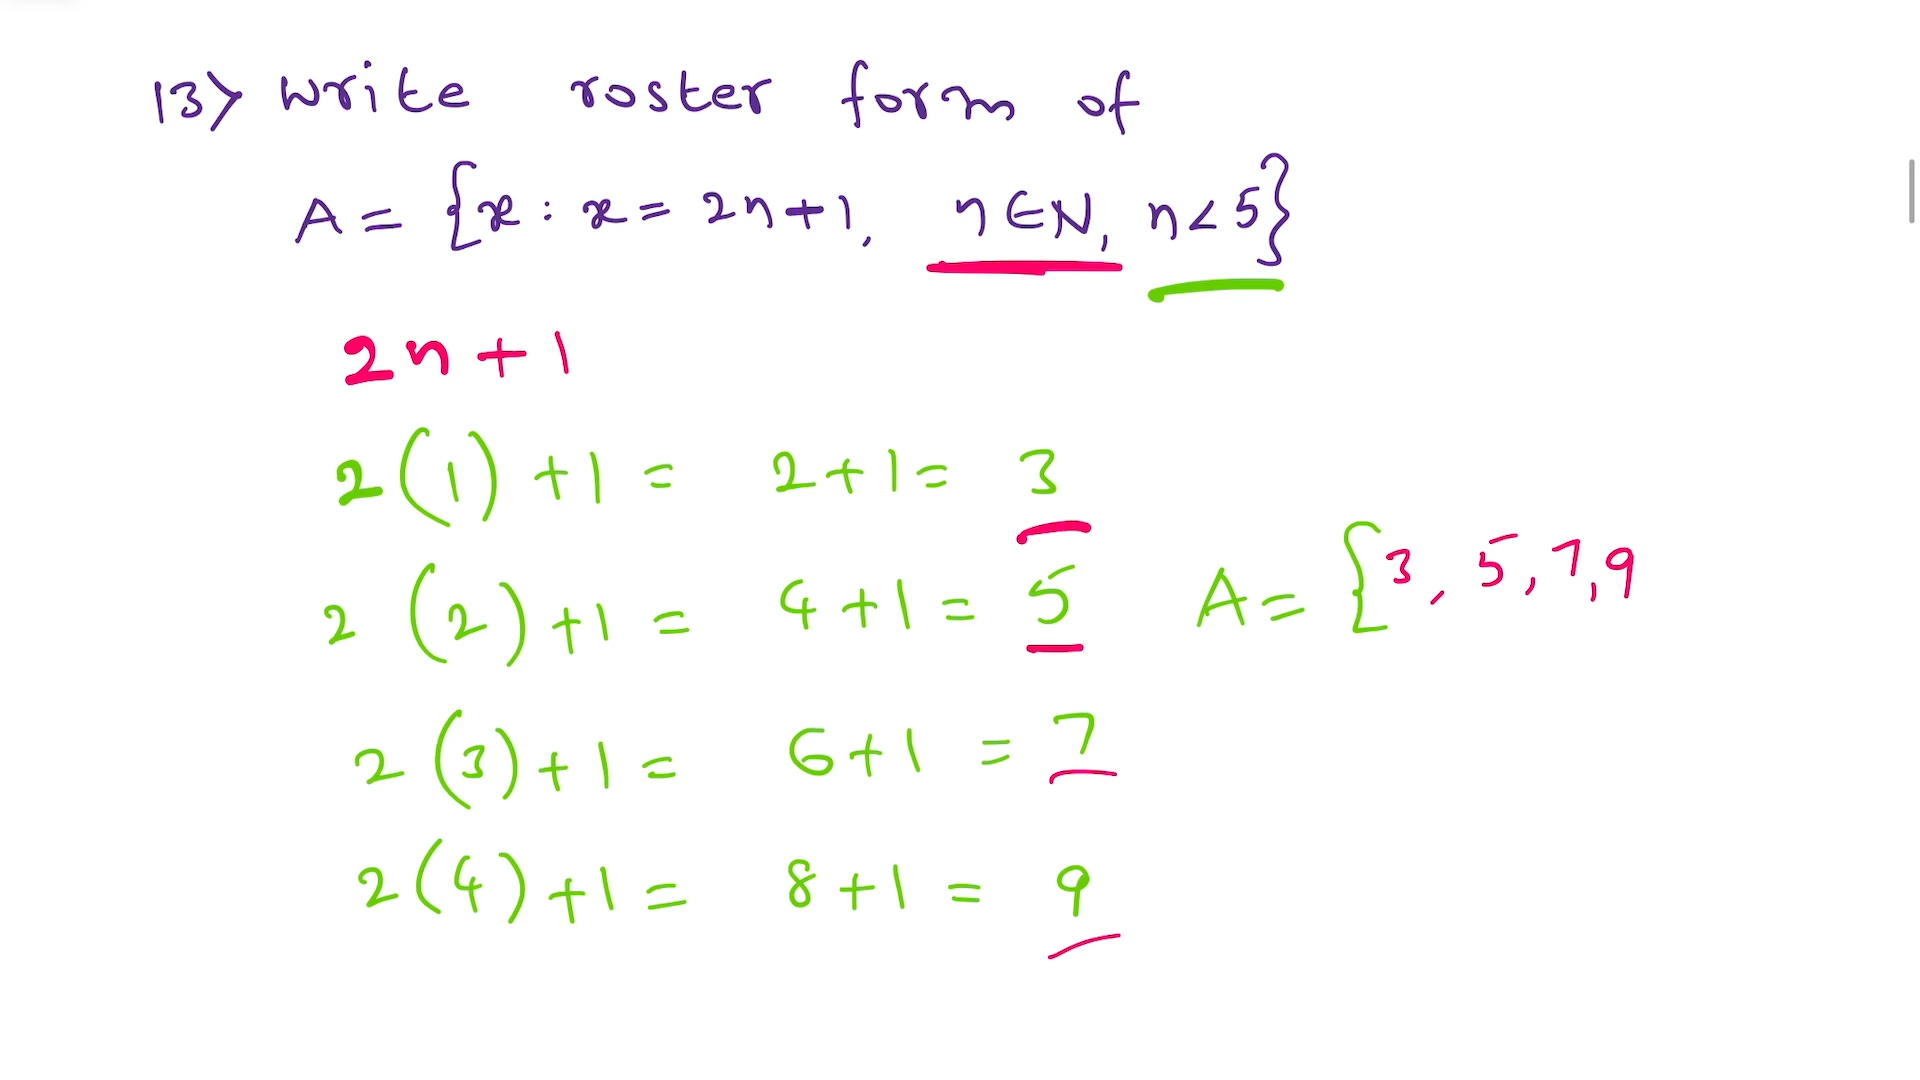 13) Write roster form of
A = {x : x = 2n+1, n∈N, n<5}
2n+1
2(1)+1 = 2+1 = 3
2(2)+1 = 4+1 = 5
A = {3, 5, 7, 9
2(3)+1 = 6+1 = 7
2(4)+1 = 8+1 = 9